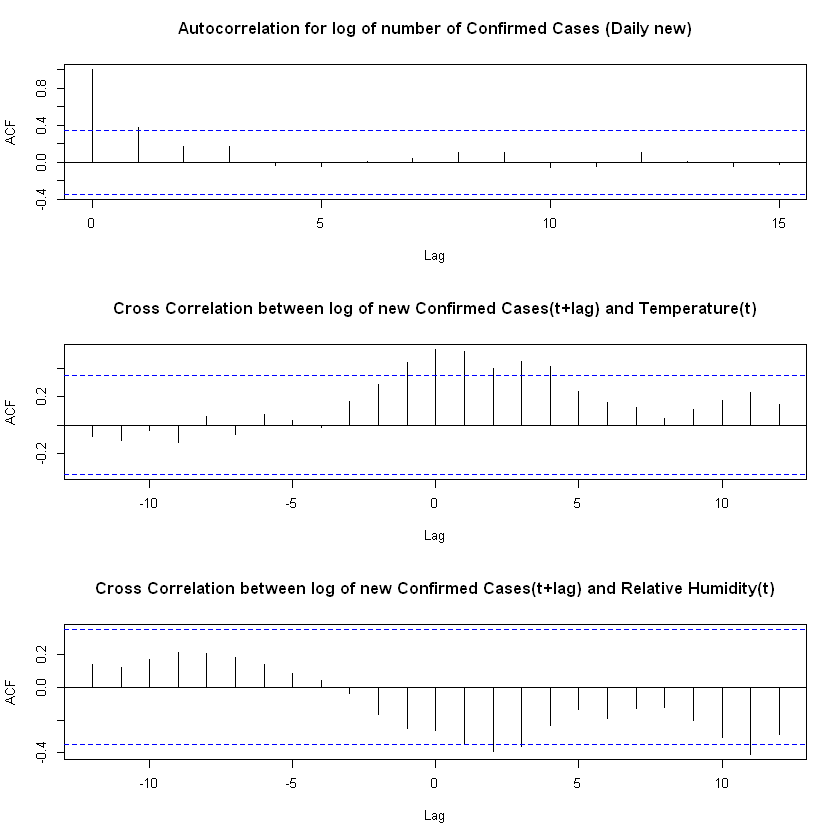 Autocorrelation for log of number of Confirmed Cases (Daily new)
ACF
0.8
0.4
0.0
-0.4
0 5 10 15
Lag
Cross Correlation between log of new Confirmed Cases(t+lag) and Temperature(t)
ACF
0.2
-0.2
-10 -5 0 5 10
Lag
Cross Correlation between log of new Confirmed Cases(t+lag) and Relative Humidity(t)
ACF
0.2
0.0
-0.4
-10 -5 0 5 10
Lag